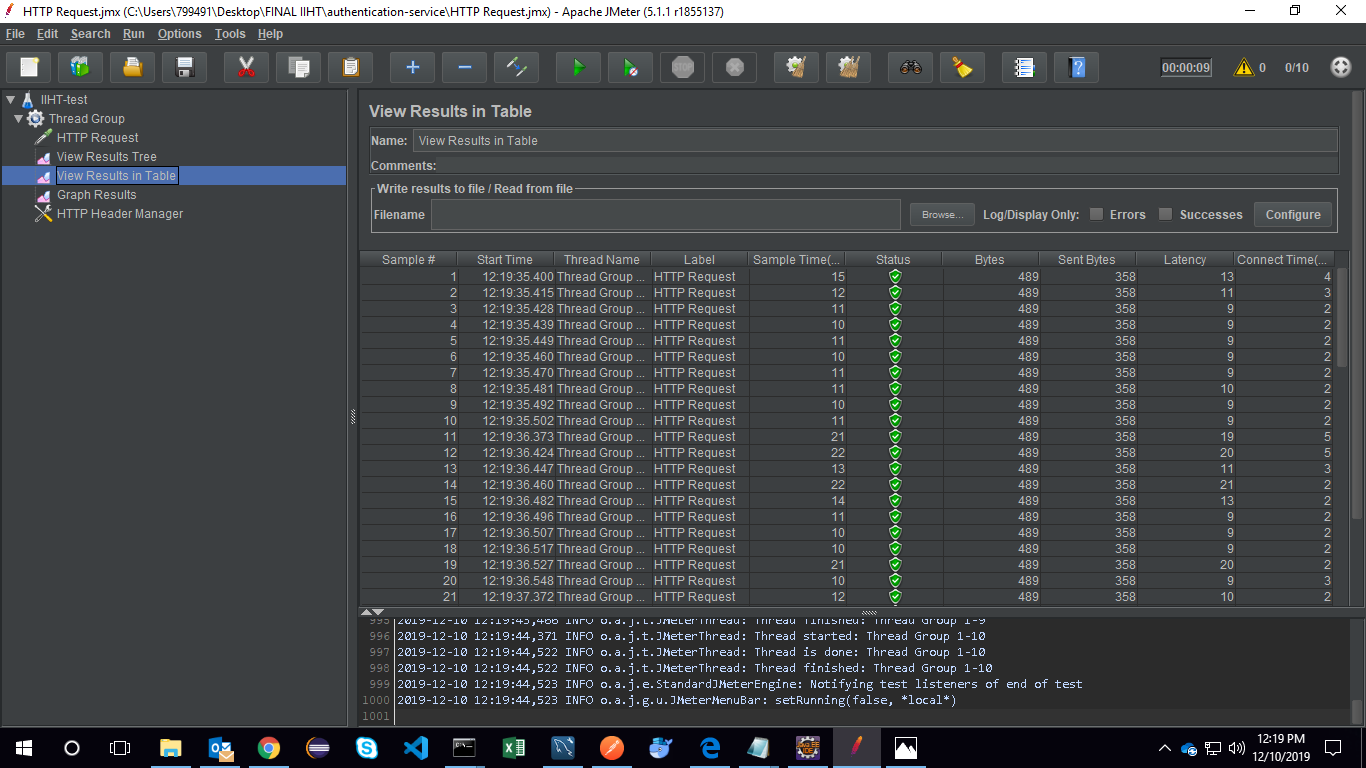 HTTP Request.jmx (C:\Users\799491\Desktop\FINAL IIHT\authentication-service\HTTP Request.jmx) - Apache JMeter (5.1.1 r1855137)
File Edit Search Run Options Tools Help
STOP 00:00:09 0 0/10
IIHT-test
Thread Group
HTTP Request
View Results Tree
View Results in Table
Graph Results
HTTP Header Manager
View Results in Table
Name: View Results in Table
Comments:
Write results to file / Read from file
Filename Browse... Log/Display Only: Errors Successes Configure
Sample # Start Time Thread Name Label Sample Time(... Status Bytes Sent Bytes Latency Connect Time(...
1 12:19:35.400 Thread Group ... HTTP Request 15 489 358 13 4
2 12:19:35.415 Thread Group ... HTTP Request 12 489 358 11 3
3 12:19:35.428 Thread Group ... HTTP Request 11 489 358 9 2
4 12:19:35.439 Thread Group ... HTTP Request 10 489 358 9 2
5 12:19:35.449 Thread Group ... HTTP Request 11 489 358 9 2
6 12:19:35.460 Thread Group ... HTTP Request 10 489 358 9 2
7 12:19:35.470 Thread Group ... HTTP Request 11 489 358 9 2
8 12:19:35.481 Thread Group ... HTTP Request 11 489 358 10 2
9 12:19:35.492 Thread Group ... HTTP Request 10 489 358 9 2
10 12:19:35.502 Thread Group ... HTTP Request 11 489 358 9 2
11 12:19:36.373 Thread Group ... HTTP Request 21 489 358 19 5
12 12:19:36.424 Thread Group ... HTTP Request 22 489 358 20 5
13 12:19:36.447 Thread Group ... HTTP Request 13 489 358 11 3
14 12:19:36.460 Thread Group ... HTTP Request 22 489 358 21 2
15 12:19:36.482 Thread Group ... HTTP Request 14 489 358 13 2
16 12:19:36.496 Thread Group ... HTTP Request 11 489 358 9 2
17 12:19:36.507 Thread Group ... HTTP Request 10 489 358 9 2
18 12:19:36.517 Thread Group ... HTTP Request 10 489 358 9 2
19 12:19:36.527 Thread Group ... HTTP Request 21 489 358 20 2
20 12:19:36.548 Thread Group ... HTTP Request 10 489 358 9 3
21 12:19:37.372 Thread Group ... HTTP Request 12 489 358 10 2
995 2019-12-10 12:19:43,466 INFO o.a.j.t.JMeterThread: Thread finished: Thread Group 1-9
996 2019-12-10 12:19:44,371 INFO o.a.j.t.JMeterThread: Thread started: Thread Group 1-10
997 2019-12-10 12:19:44,522 INFO o.a.j.t.JMeterThread: Thread is done: Thread Group 1-10
998 2019-12-10 12:19:44,522 INFO o.a.j.t.JMeterThread: Thread finished: Thread Group 1-10
999 2019-12-10 12:19:44,523 INFO o.a.j.e.StandardJMeterEngine: Notifying test listeners of end of test
1000 2019-12-10 12:19:44,523 INFO o.a.j.g.u.JMeterMenuBar: setRunning(false, *local*)
1001
12:19 PM
12/10/2019